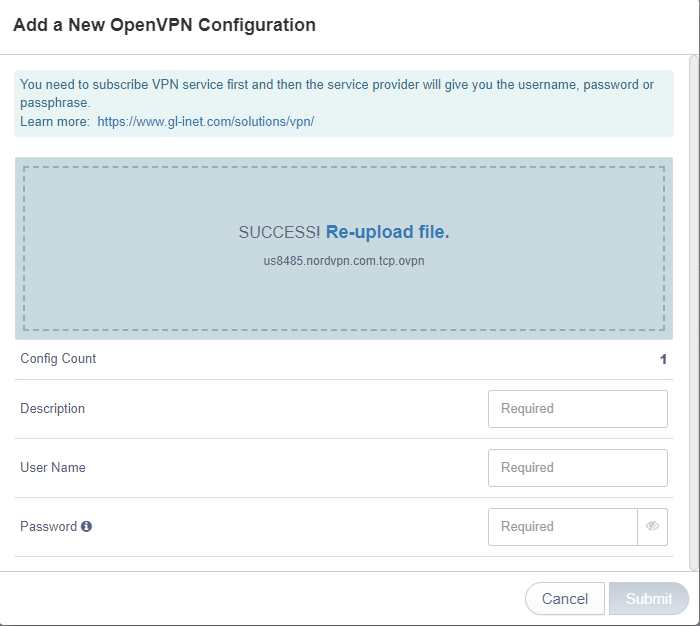 Add a New OpenVPN Configuration
You need to subscribe VPN service first and then the service provider will give you the username, password or
passphrase.
Learn more: https://www.gl-inet.com/solutions/vpn/
SUCCESS! Re-upload file.
us8485.nordvpn.com.tcp.ovpn
Config Count 1
Description Required
User Name Required
Password Required
Cancel Submit